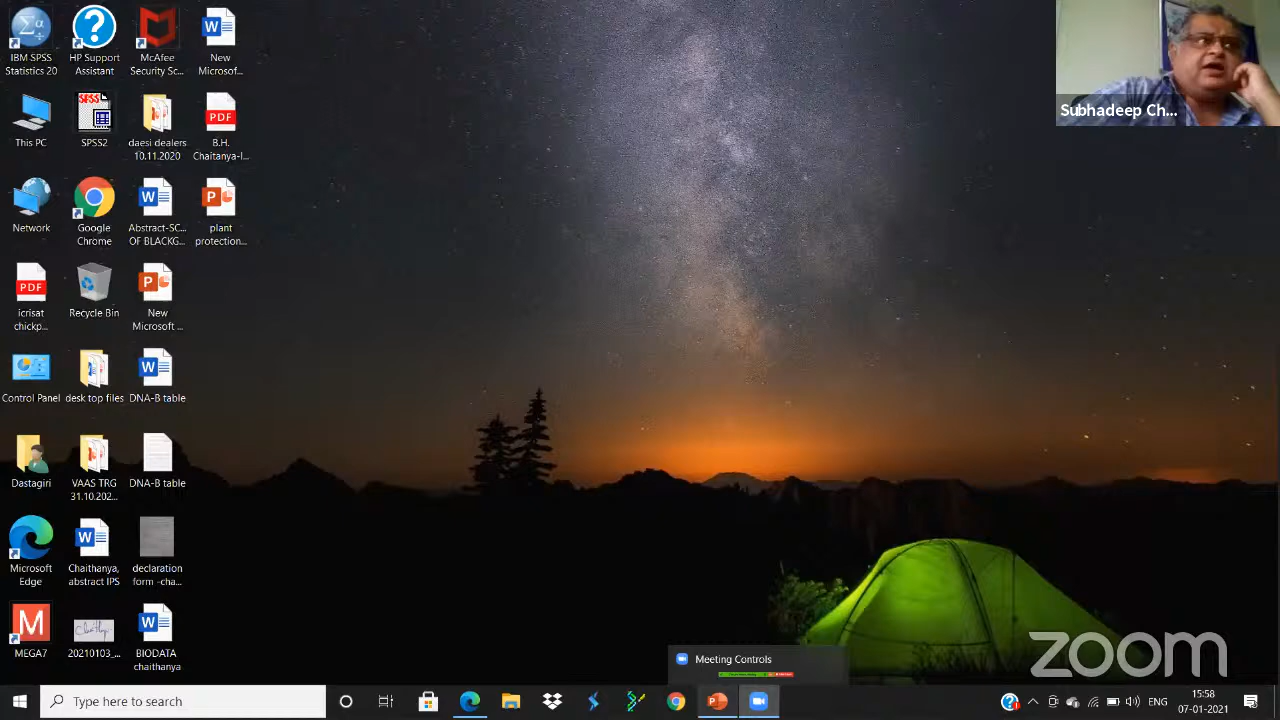 IBM SPSS
Statistics 20
HP Support
Assistant
McAfee
Security Sc...
New
Microsof...
Subhadeep Ch...
This PC
SPSS
SPSS2
daesi dealers
10.11.2020
PDF
B.H.
Chaitanya-I...
Network
Google
Chrome
Abstract-SC...
OF BLACKG...
plant
protection...
PDF
icrisat
chickp...
Recycle Bin
New
Microsoft ...
Control Panel
desk top files
DNA-B table
Dastagiri
VAAS TRG
31.10.202...
DNA-B table
Microsoft
Edge
Chaithanya,
abstract IPS
declaration
form -cha...
M
MEGA7
20210103_...
BIODATA
chaithanya
Meeting Controls
zoom
Type here to search
ENG
15:58
07-01-2021